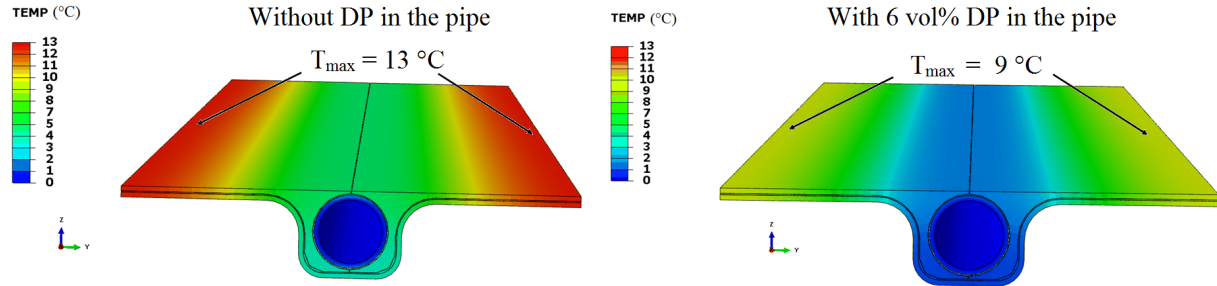 TEMP (°C)
Without DP in the pipe
13
12
10
9
8
7
5
4
3
2
1
0
Tmax = 13 °C
Z
Y
TEMP (°C)
With 6 vol% DP in the pipe
13
12
10
9
8
7
5
4
3
2
1
0
Tmax = 9 °C
Z
Y